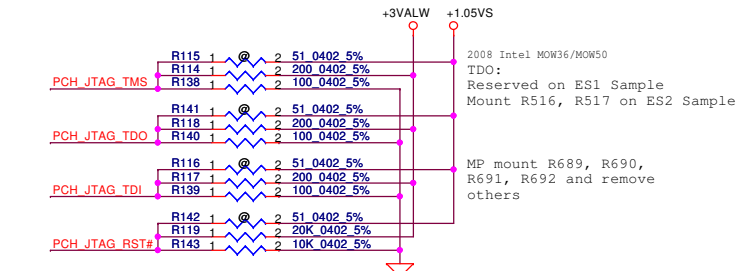 +3VALW +1.05VS
R115 1 @ 2 51_0402_5%
R114 1 2 200_0402_5%
PCH_JTAG_TMS R138 1 2 100_0402_5%
R141 1 @ 2 51_0402_5%
R118 1 2 200_0402_5%
PCH_JTAG_TDO R140 1 2 100_0402_5%
R116 1 @ 2 51_0402_5%
R117 1 2 200_0402_5%
PCH_JTAG_TDI R139 1 2 100_0402_5%
R142 1 @ 2 51_0402_5%
R119 1 2 20K_0402_5%
PCH_JTAG_RST# R143 1 2 10K_0402_5%
2008 Intel MOW36/MOW50
TDO:
Reserved on ES1 Sample
Mount R516, R517 on ES2 Sample
MP mount R689, R690,
R691, R692 and remove
others